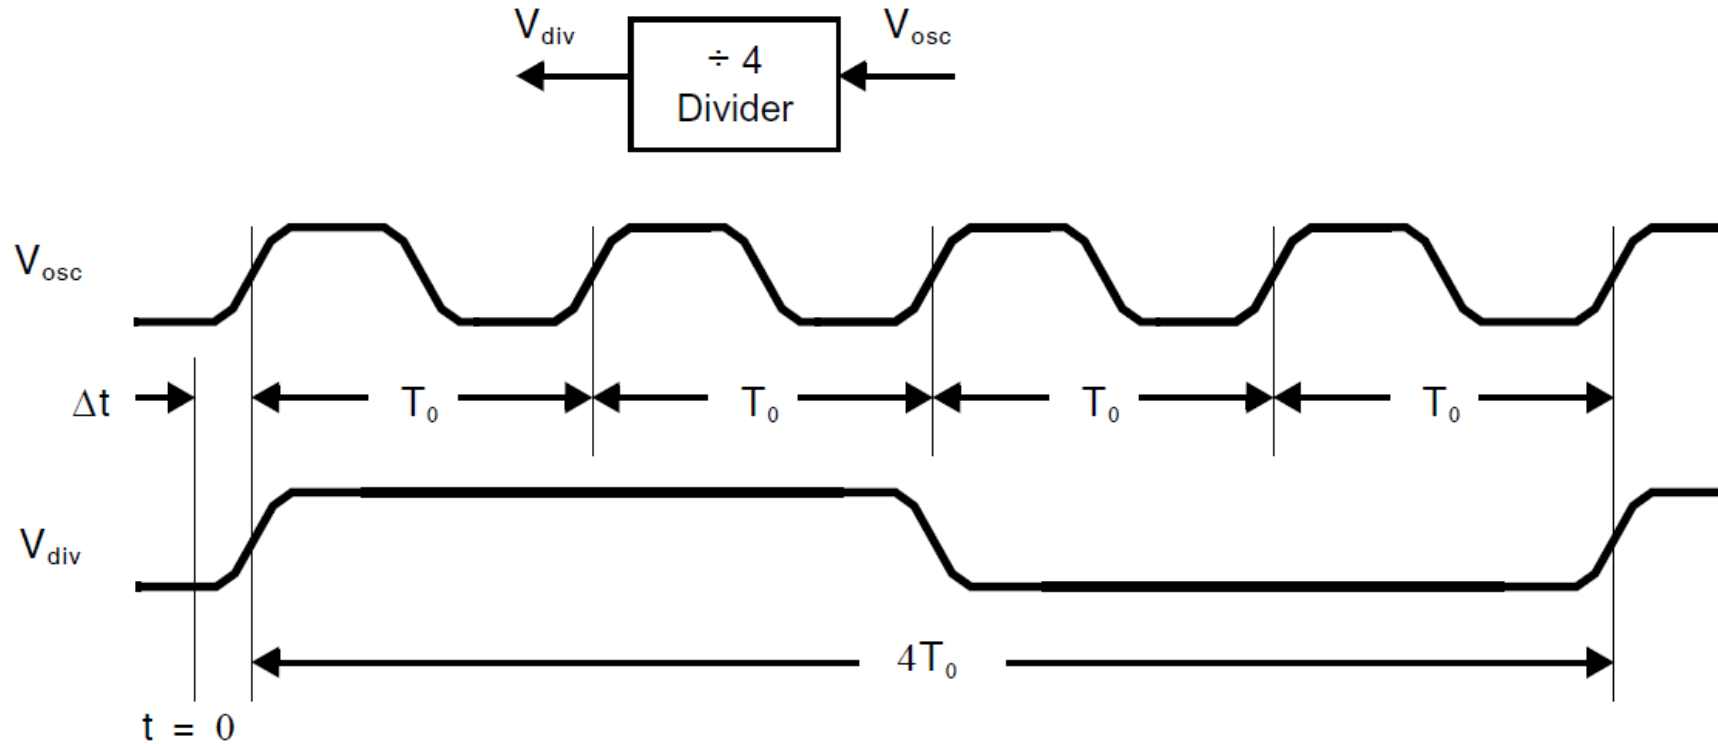 V_div
V_osc
÷ 4
Divider
V_osc
Δt
T_0
T_0
T_0
T_0
V_div
4T_0
t = 0